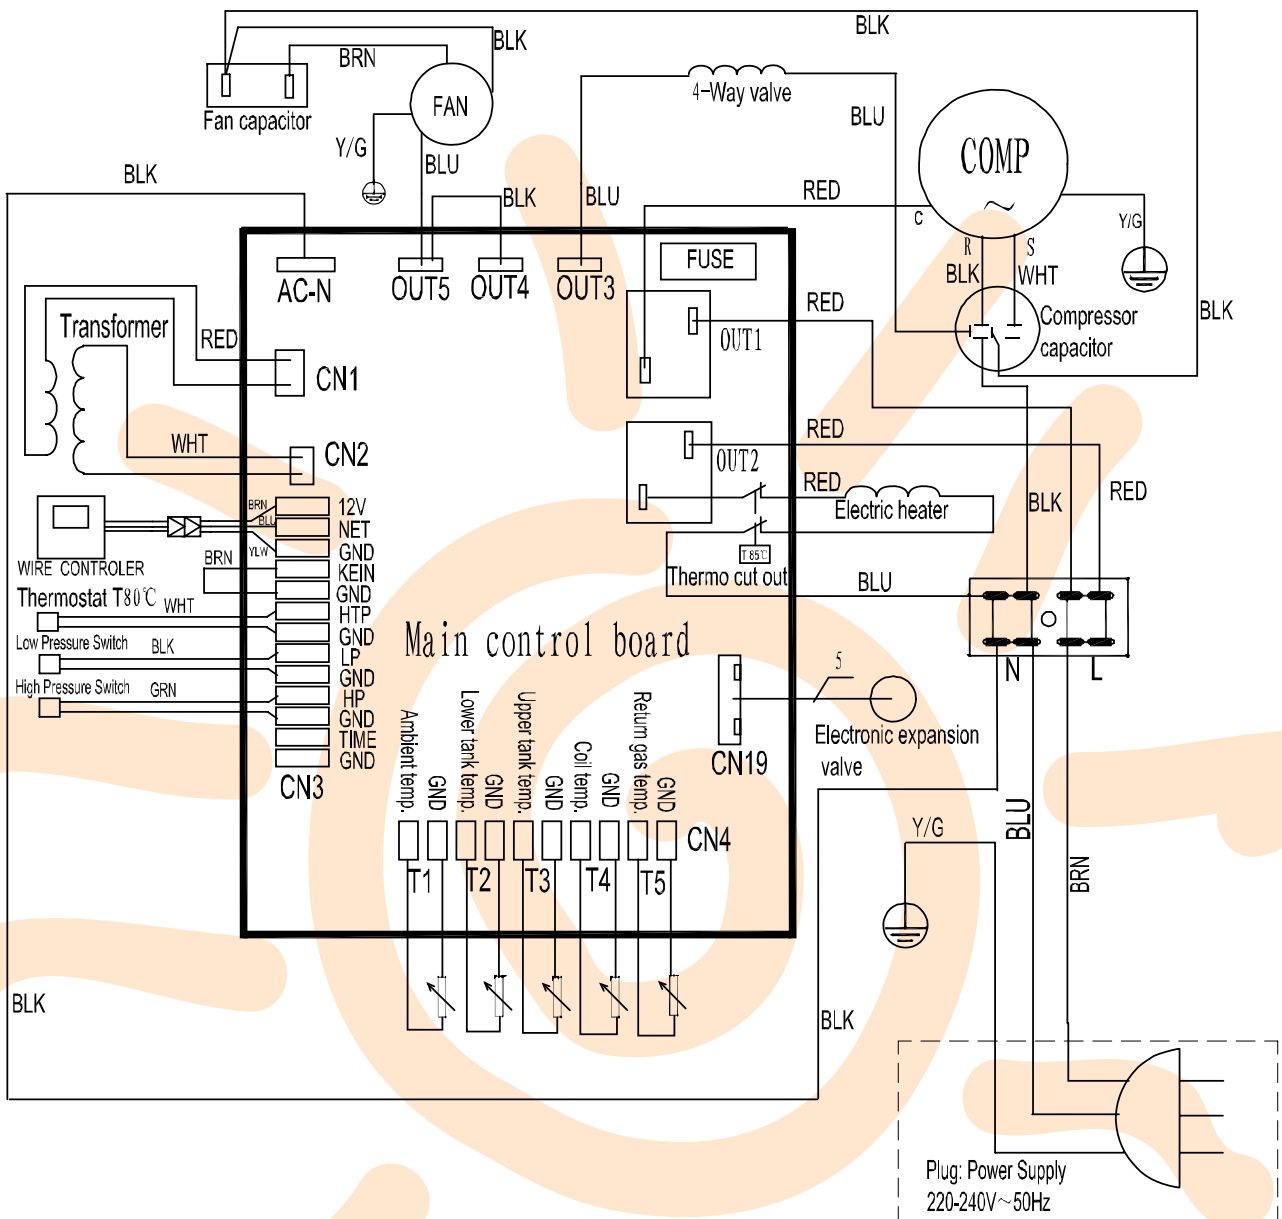 BLK
BLK
BRN
FAN
Fan capacitor
Y/G
BLU
4-Way valve
BLU
COMP
~
BLK
BLK
BLU
RED
C
R
S
Y/G
BLK
WHT
AC-N
OUT5
OUT4
OUT3
FUSE
RED
BLK
Transformer
RED
OUT1
Compressor
capacitor
CN1
WHT
CN2
RED
OUT2
RED
RED
BLK
Electric heater
BRN
BLU
YLW
12V
NET
GND
KEIN
GND
HTP
GND
LP
GND
HP
GND
TIME
GND
CN3
WIRE CONTROLER
BRN
Thermostat T80℃
WHT
Low Pressure Switch
BLK
High Pressure Switch
GRN
T 85℃
Thermo cut out
BLU
Main control board
N
L
5
Electronic expansion
valve
CN19
Ambient temp.
GND
Lower tank temp.
GND
Upper tank temp.
GND
Coil temp.
GND
Return gas temp.
GND
CN4
T1
T2
T3
T4
T5
Y/G
BLU
BRN
BLK
BLK
Plug: Power Supply
220-240V~50Hz